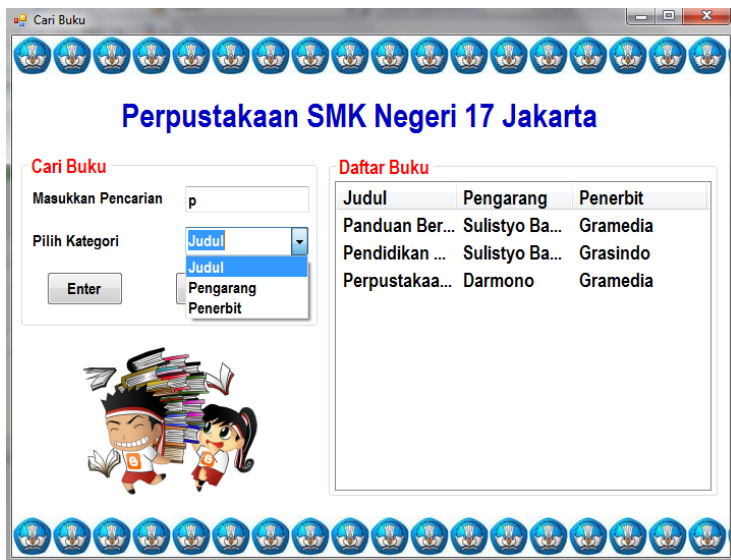 Cari Buku
Perpustakaan SMK Negeri 17 Jakarta
Cari Buku
Masukkan Pencarian p
Pilih Kategori Judul
Judul
Pengarang
Penerbit
Enter
Daftar Buku
Judul Pengarang Penerbit
Panduan Ber... Sulistyo Ba... Gramedia
Pendidikan ... Sulistyo Ba... Grasindo
Perpustakaa... Darmono Gramedia